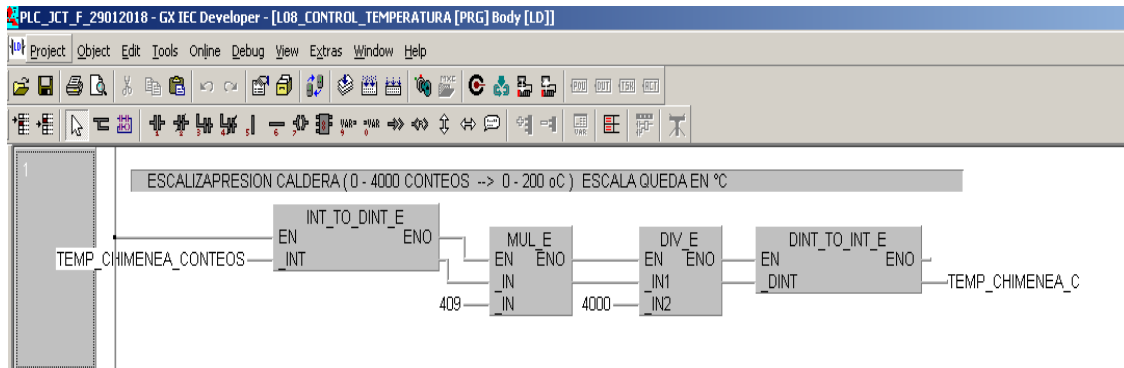 PLC_JCT_F_29012018 - GX IEC Developer - [L08_CONTROL_TEMPERATURA [PRG] Body [LD]]
Project Object Edit Tools Online Debug View Extras Window Help
1
ESCALIZAPRESION CALDERA ( 0 - 4000 CONTEOS --> 0 - 200 oC ) ESCALA QUEDA EN °C
INT_TO_DINT_E
EN ENO
TEMP_CHIMENEA_CONTEOS _INT
MUL_E
EN ENO
_IN
409 _IN
DIV_E
EN ENO
_IN1
4000 _IN2
DINT_TO_INT_E
EN ENO
_DINT TEMP_CHIMENEA_C